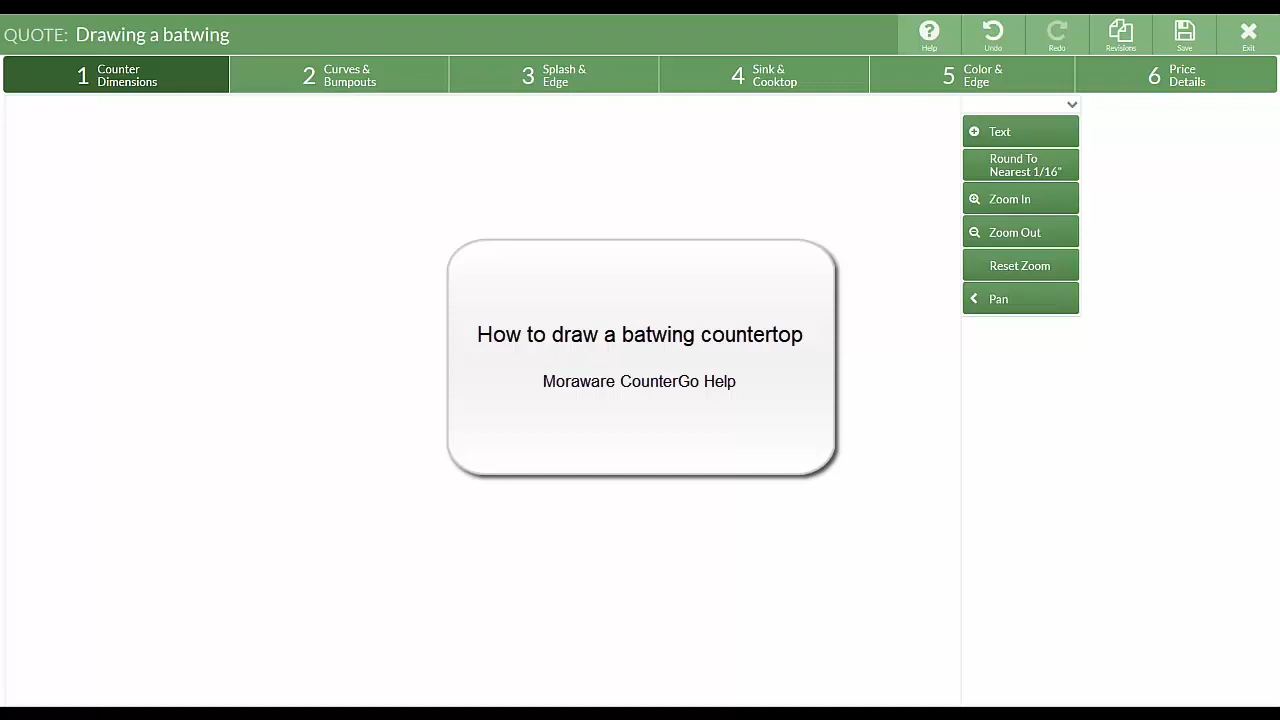 QUOTE: Drawing a batwing
Help
Undo
Redo
Revisions
Save
Exit
1 Counter
Dimensions
2 Curves &
Bumpouts
3 Splash &
Edge
4 Sink &
Cooktop
5 Color &
Edge
6 Price
Details
Text
Round To
Nearest 1/16"
Zoom In
Zoom Out
Reset Zoom
Pan
How to draw a batwing countertop
Moraware CounterGo Help